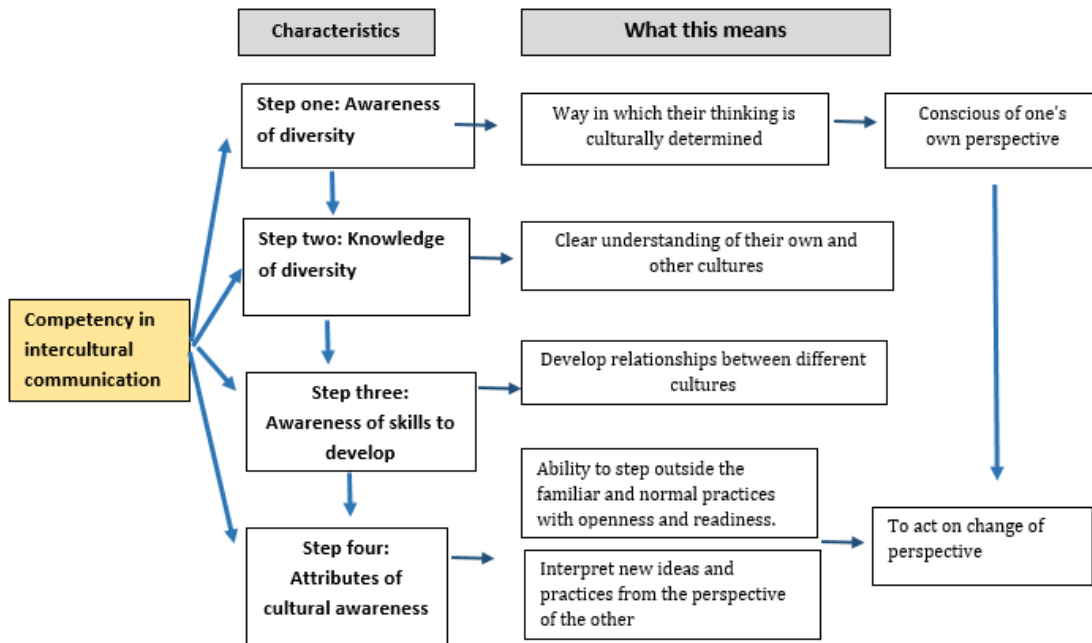 Characteristics
What this means
Step one: Awareness
of diversity
Way in which their thinking is
culturally determined
Conscious of one's
own perspective
Step two: Knowledge
of diversity
Clear understanding of their own and
other cultures
Competency in
intercultural
communication
Step three:
Awareness of skills to
develop
Develop relationships between different
cultures
Step four:
Attributes of
cultural awareness
Ability to step outside the
familiar and normal practices
with openness and readiness.
Interpret new ideas and
practices from the perspective
of the other
To act on change of
perspective